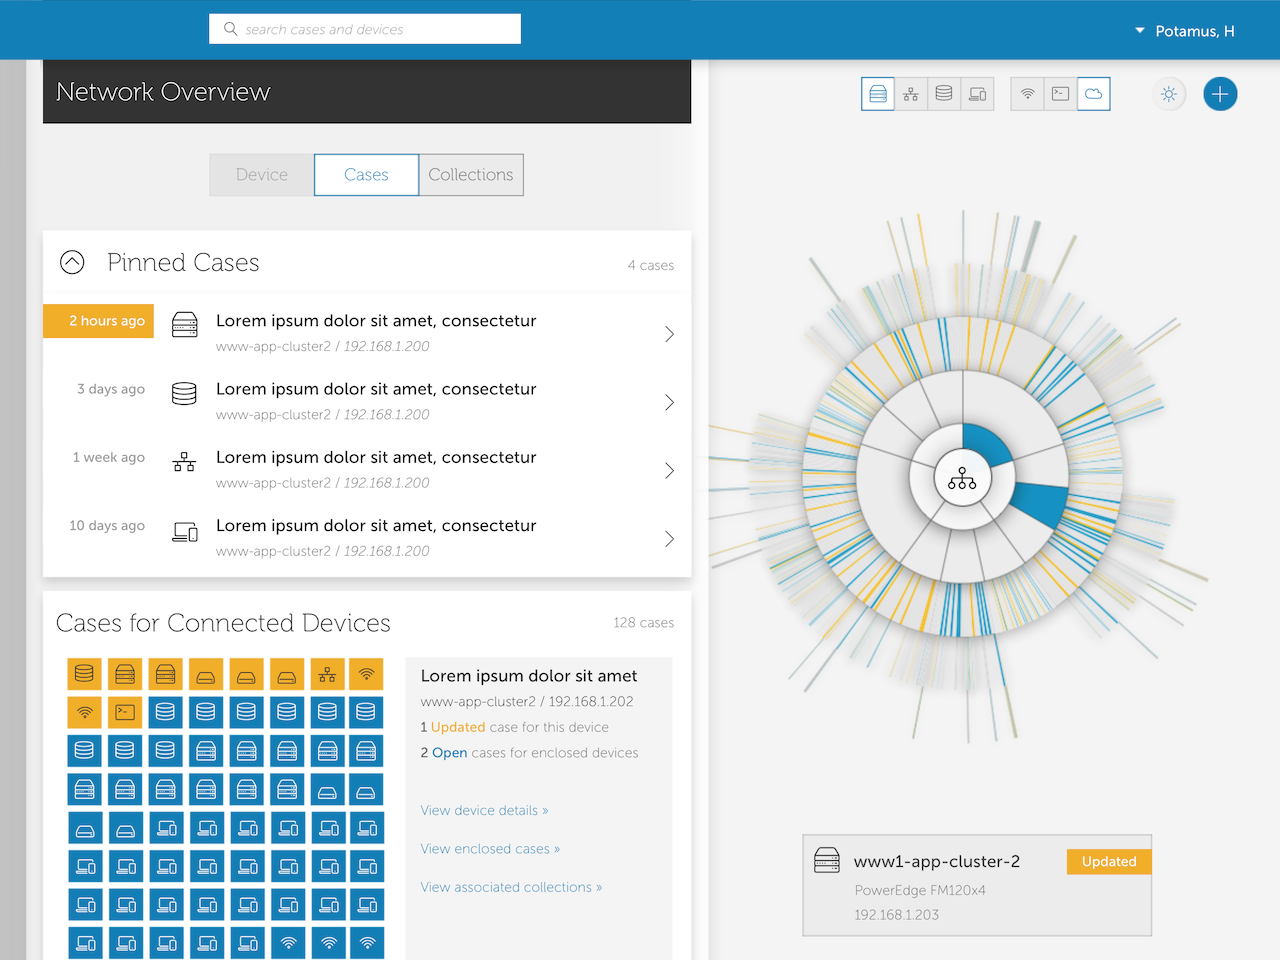 search cases and devices
Potamus, H
Network Overview
Device
Cases
Collections
Pinned Cases
4 cases
2 hours ago
Lorem ipsum dolor sit amet, consectetur
www-app-cluster2 / 192.168.1.200
3 days ago
Lorem ipsum dolor sit amet, consectetur
www-app-cluster2 / 192.168.1.200
1 week ago
Lorem ipsum dolor sit amet, consectetur
www-app-cluster2 / 192.168.1.200
10 days ago
Lorem ipsum dolor sit amet, consectetur
www-app-cluster2 / 192.168.1.200
Cases for Connected Devices
128 cases
Lorem ipsum dolor sit amet
www-app-cluster2 / 192.168.1.202
1 Updated case for this device
2 Open cases for enclosed devices
View device details »
View enclosed cases »
View associated collections »
www1-app-cluster-2
Updated
PowerEdge FM120x4
192.168.1.203